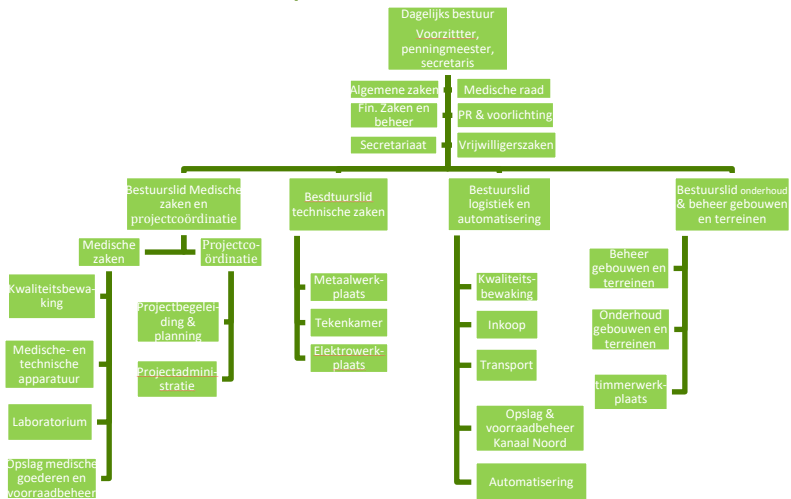 Dagelijks bestuur
Voorzittter,
penningmeester,
secretaris
Algemene zaken
Medische raad
Fin. Zaken en
beheer
PR & voorlichting
Secretariaat
Vrijwilligerszaken
Bestuurslid Medische
zaken en
projectcoördinatie
Besdtuurslid
technische zaken
Bestuurslid
logistiek en
automatisering
Bestuurslid onderhoud
& beheer gebouwen
en terreinen
Medische
zaken
Projectco-
ördinatie
Kwaliteitsbewa-
king
Medische- en
technische
apparatuur
Laboratorium
Opslag medische
goederen en
voorraadbeheer
Projectbegelei-
ding &
planning
Projectadmini-
stratie
Metaalwerk-
plaats
Tekenkamer
Elektrowerk-
plaats
Kwaliteits-
bewaking
Inkoop
Transport
Opslag &
voorraadbeheer
Kanaal Noord
Automatisering
Beheer
gebouwen en
terreinen
Onderhoud
gebouwen en
terreinen
timmerwerk-
plaats